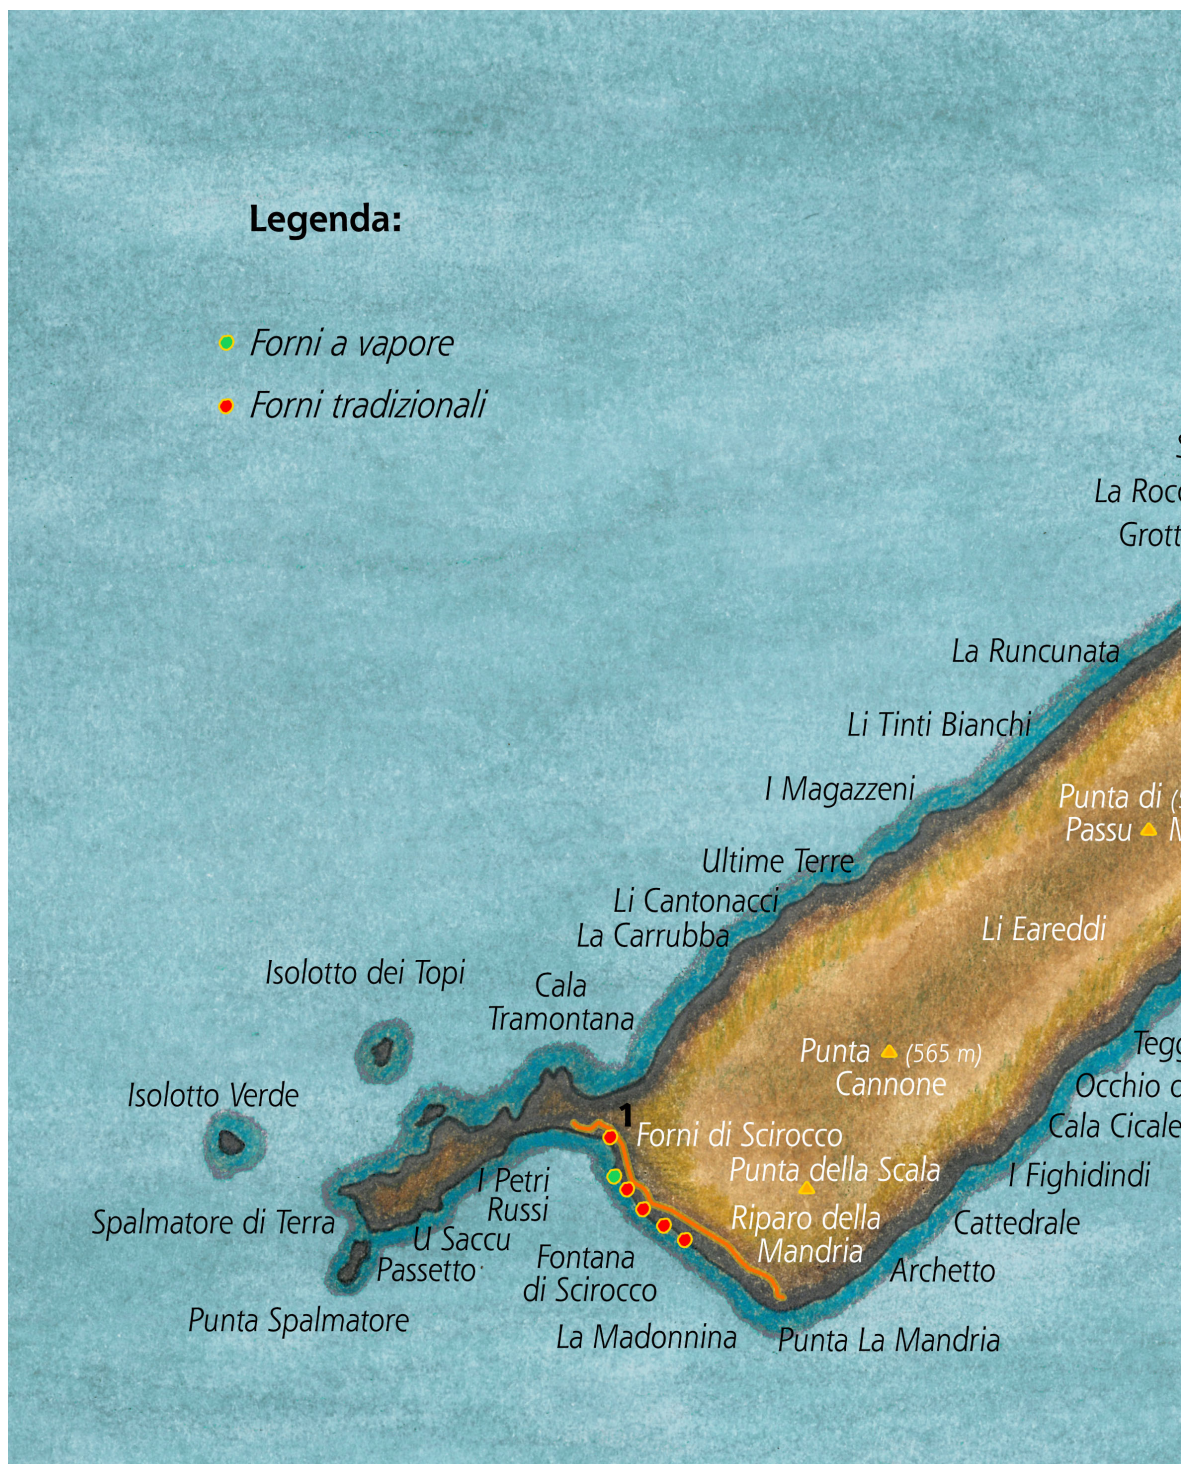 Legenda:
Forni a vapore
Forni tradizionali
La Runcunata
Li Tinti Bianchi
I Magazzeni
Punta di
Passu
Ultime Terre
Li Cantonacci
La Carrubba
Li Eareddi
Isolotto dei Topi
Cala
Tramontana
Punta (565 m)
Cannone
Isolotto Verde
1
Forni di Scirocco
Punta della Scala
I Fighidindi
Cala Cicale
Occhio
La
I Petri
Russi
Spalmatore di Terra
Riparo della
Mandria
Cattedrale
U Saccu
Passetto
Fontana
di Scirocco
Archetto
Punta Spalmatore
La Madonnina
Punta La Mandria